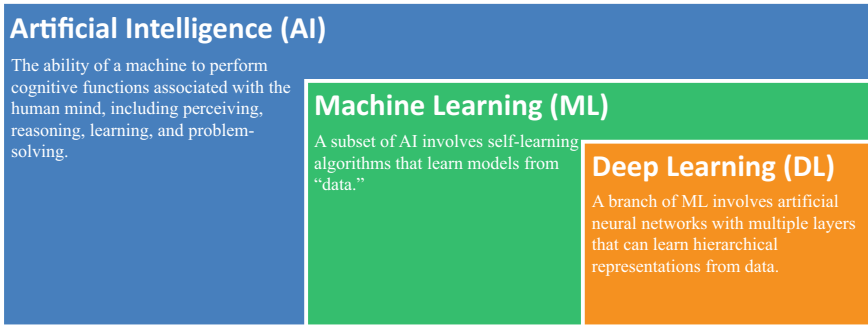 Artificial Intelligence (AI)
The ability of a machine to perform
cognitive functions associated with the
human mind, including perceiving,
reasoning, learning, and problem-
solving.
Machine Learning (ML)
A subset of AI involves self-learning
algorithms that learn models from
“data.”
Deep Learning (DL)
A branch of ML involves artificial
neural networks with multiple layers
that can learn hierarchical
representations from data.